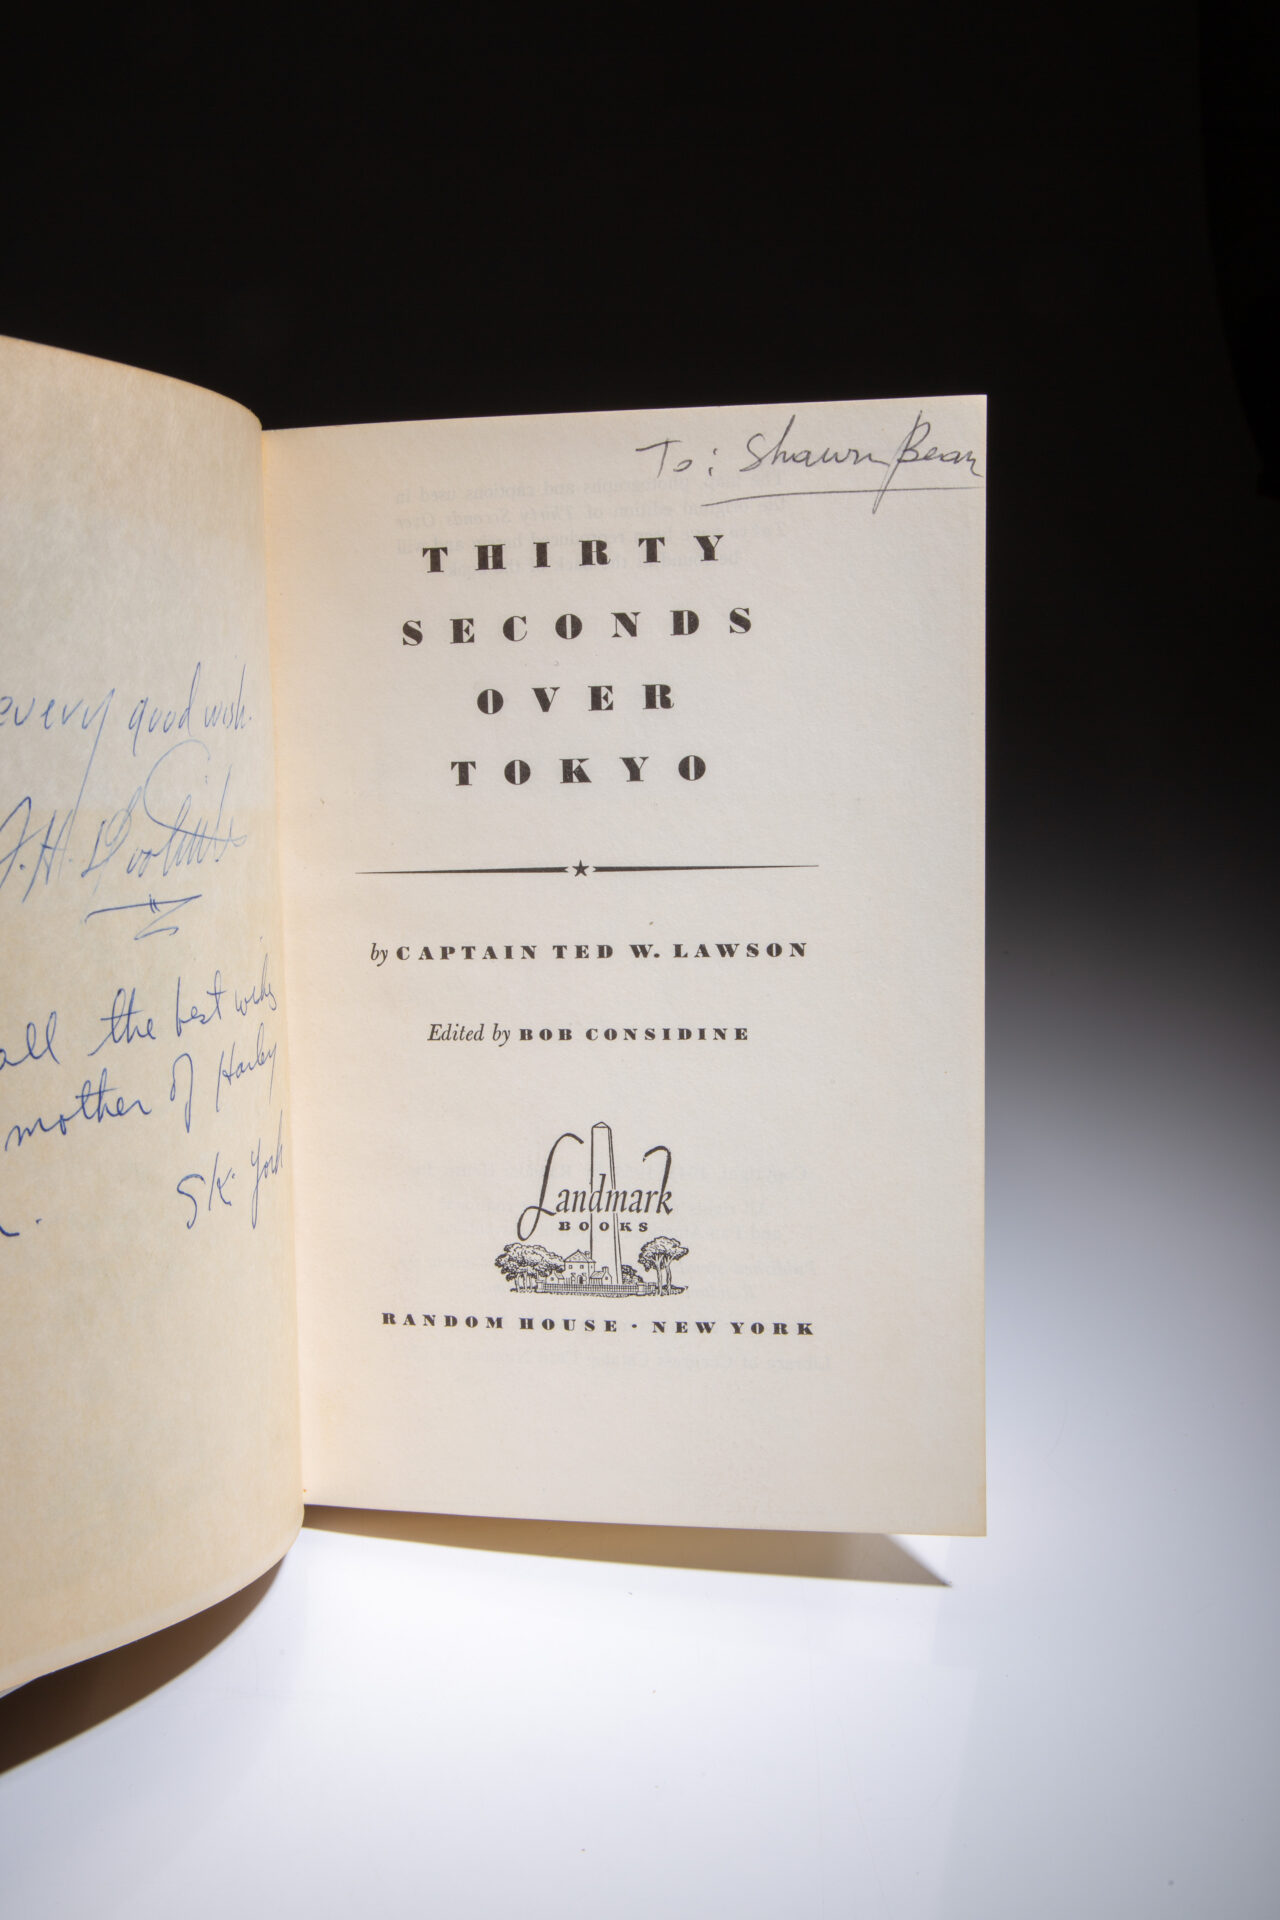 every good wish.
J.H. Doolittle
all the best wishes
mother of Harley
SK. York
To: Shawn Bean
THIRTY
SECONDS
OVER
TOKYO
by CAPTAIN TED W. LAWSON
Edited by BOB CONSIDINE
Landmark
BOOKS
RANDOM HOUSE · NEW YORK